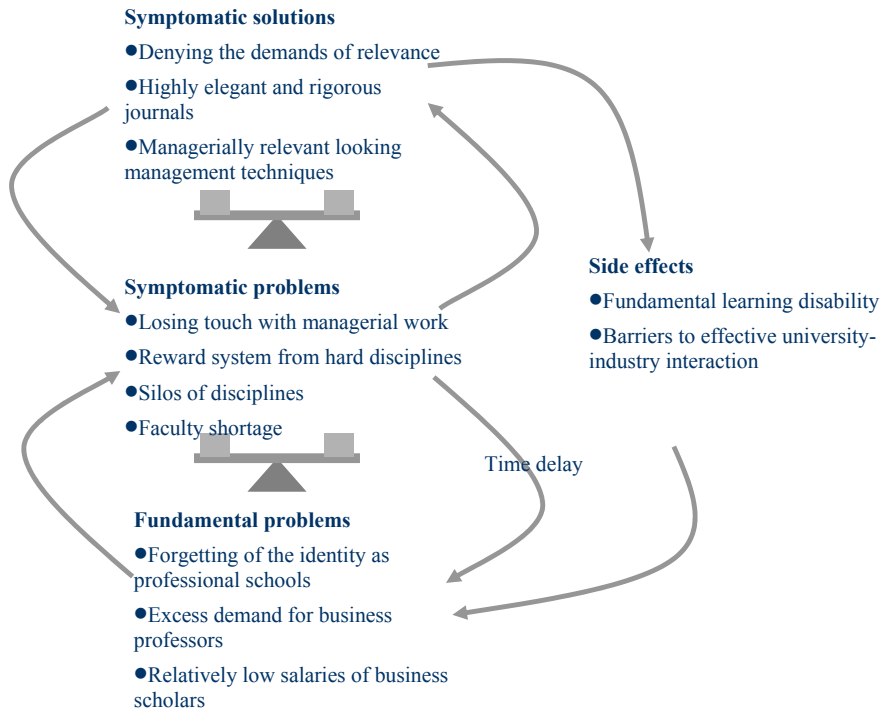 Symptomatic solutions
●Denying the demands of relevance
●Highly elegant and rigorous
journals
●Managerially relevant looking
management techniques
Symptomatic problems
●Losing touch with managerial work
●Reward system from hard disciplines
●Silos of disciplines
●Faculty shortage
Side effects
●Fundamental learning disability
●Barriers to effective university-
industry interaction
Time delay
Fundamental problems
●Forgetting of the identity as
professional schools
●Excess demand for business
professors
●Relatively low salaries of business
scholars